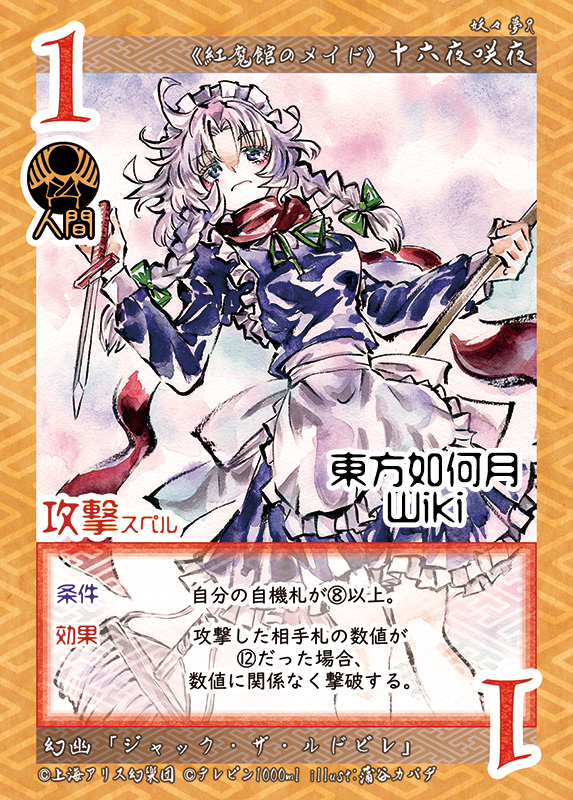 妖々夢R
1
《紅魔館のメイド》十六夜咲夜
人間
東方如何月
Wiki
攻撃スペル
条件
自分の自機札が⑧以上。
効果
攻撃した相手札の数値が
⑫だった場合、
数値に関係なく撃破する。
1
幻幽「ジャック・ザ・ルドビレ」
©上海アリス幻樂団 ©テレピン1000ml illust:蒲谷カバヂ